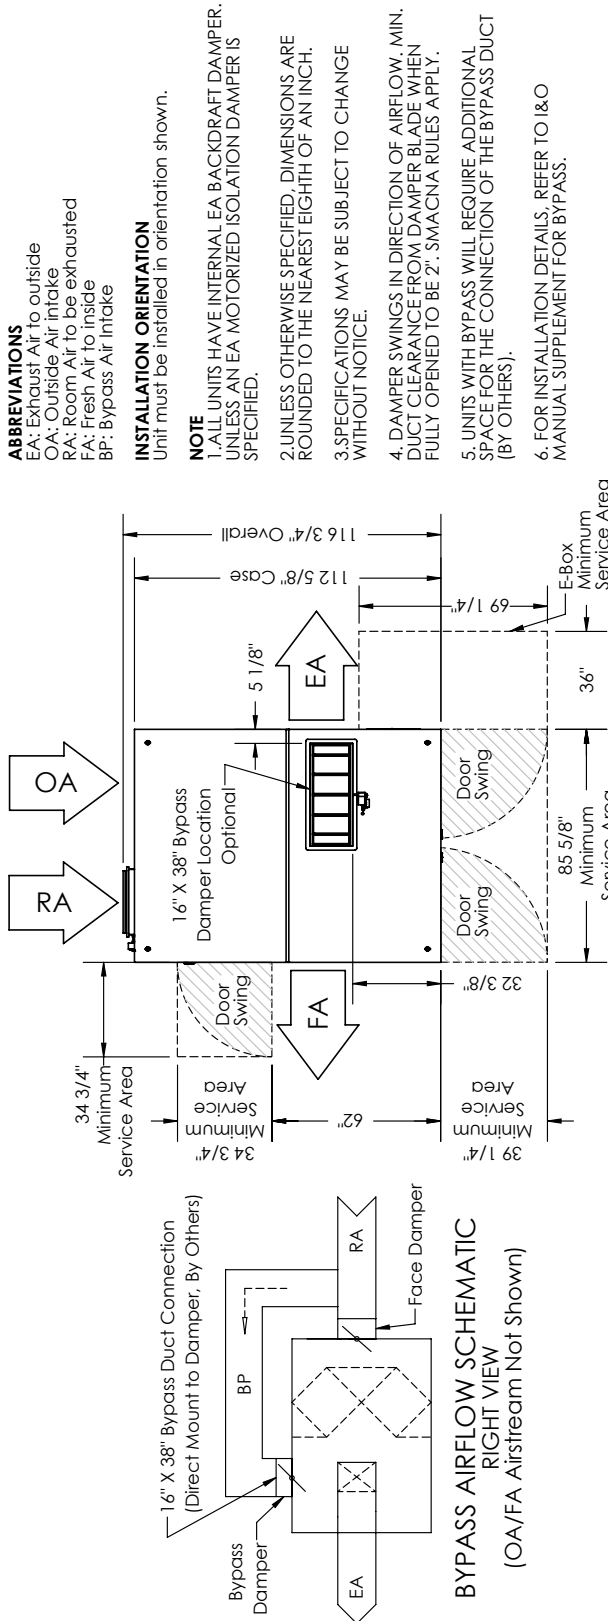 ABBREVIATIONS
EA: Exhaust Air to outside
OA: Outside Air intake
RA: Room Air to be exhausted
FA: Fresh Air to inside
BP: Bypass Air Intake
INSTALLATION ORIENTATION
Unit must be installed in orientation shown.
NOTE
1.ALL UNITS HAVE INTERNAL EA BACKDRAFT DAMPER.
UNLESS AN EA MOTORIZED ISOLATION DAMPER IS
SPECIFIED.
2.UNLESS OTHERWISE SPECIFIED, DIMENSIONS ARE
ROUNDED TO THE NEAREST EIGHTH OF AN INCH.
3.SPECIFICATIONS MAY BE SUBJECT TO CHANGE
WITHOUT NOTICE.
4. DAMPER SWINGS IN DIRECTION OF AIRFLOW. MIN.
DUCT CLEARANCE FROM DAMPER BLADE WHEN
FULLY OPENED TO BE 2". SMACNA RULES APPLY.
5. UNITS WITH BYPASS WILL REQUIRE ADDITIONAL
SPACE FOR THE CONNECTION OF THE BYPASS DUCT
(BY OTHERS).
6. FOR INSTALLATION DETAILS, REFER TO I&O
MANUAL SUPPLEMENT FOR BYPASS.
RA
OA
116 3/4" Overall
112 5/8" Case
34 3/4"
Minimum
Service Area
Door
Swing
34 3/4"
Minimum
Service
Area
16" X 38" Bypass
Damper Location
Optional
5 1/8"
FA
EA
62"
32 3/8"
69 1/4"
Door
Swing
Door
Swing
39 1/4"
Minimum
Service
Area
85 5/8"
Minimum
Service Area
36"
E-Box
Minimum
Service Area
16" X 38" Bypass Duct Connection
(Direct Mount to Damper, By Others)
Bypass
Damper
BP
EA
RA
Face Damper
BYPASS AIRFLOW SCHEMATIC
RIGHT VIEW
(OA/FA Airstream Not Shown)